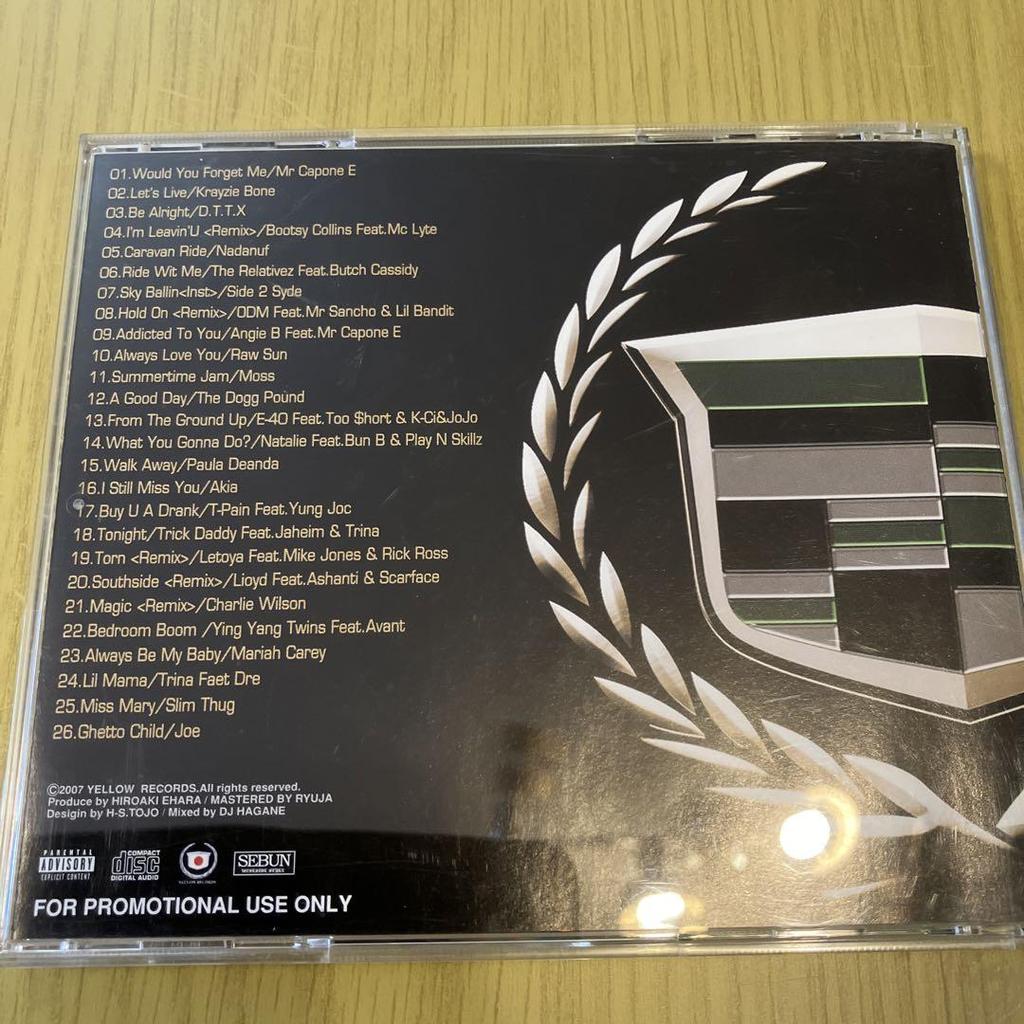 01.Would You Forget Me/Mr Capone E
02.Let's Live/Krayzie Bone
03.Be Alright/D.T.T.X
04.I'm Leavin'U <Remix>/Bootsy Collins Feat.Mc Lyte
05.Caravan Ride/Nadanuf
06.Ride Wit Me/The Relativez Feat.Butch Cassidy
07.Sky Ballin<Inst>/Side 2 Syde
08.Hold On <Remix>/ODM Feat.Mr Sancho & Lil Bandit
09.Addicted To You/Angie B Feat.Mr Capone E
10.Always Love You/Raw Sun
11.Summertime Jam/Moss
12.A Good Day/The Dogg Pound
13.From The Ground Up/E-40 Feat.Too $hort & K-Ci&JoJo
14.What You Gonna Do?/Natalie Feat.Bun B & Play N Skillz
15.Walk Away/Paula Deanda
16.I Still Miss You/Akia
17.Buy U A Drank/T-Pain Feat.Yung Joc
18.Tonight/Trick Daddy Feat.Jaheim & Trina
19.Torn <Remix>/Letoya Feat.Mike Jones & Rick Ross
20.Southside <Remix>/Lioyd Feat.Ashanti & Scarface
21.Magic <Remix>/Charlie Wilson
22.Bedroom Boom /Ying Yang Twins Feat.Avant
23.Always Be My Baby/Mariah Carey
24.Lil Mama/Trina Faet Dre
25.Miss Mary/Slim Thug
26.Ghetto Child/Joe
©2007 YELLOW RECORDS.All rights reserved.
Produce by HIROAKI EHARA / MASTERED BY RYUJA
Desigin by H-S.TOJO / Mixed by DJ HAGANE
PARENTAL
ADVISORY
EXPLICIT CONTENT
COMPACT
disc
DIGITAL AUDIO
YELLOW RECORDS
SEBUN
FOR PROMOTIONAL USE ONLY